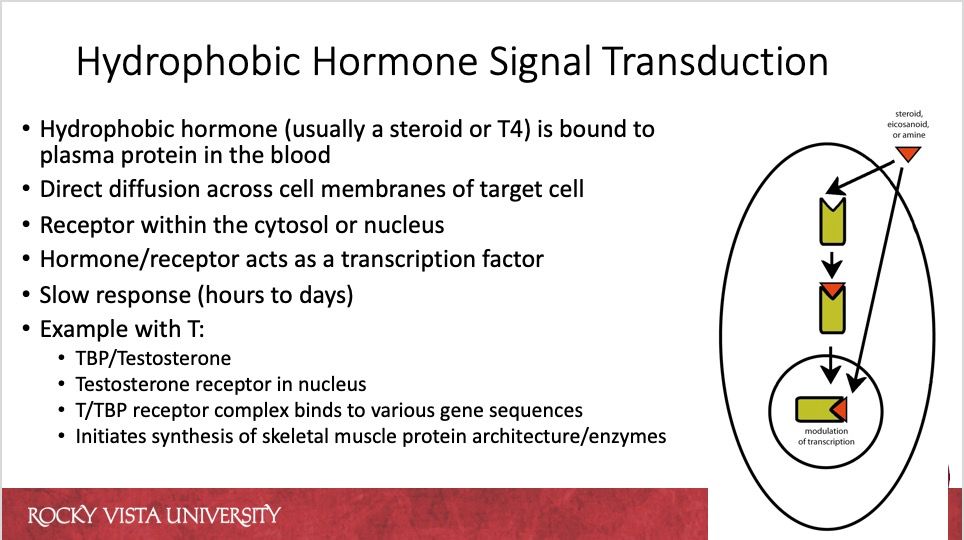 Hydrophobic Hormone Signal Transduction
• Hydrophobic hormone (usually a steroid or T4) is bound to
plasma protein in the blood
• Direct diffusion across cell membranes of target cell
• Receptor within the cytosol or nucleus
• Hormone/receptor acts as a transcription factor
• Slow response (hours to days)
• Example with T:
• TBP/Testosterone
• Testosterone receptor in nucleus
• T/TBP receptor complex binds to various gene sequences
• Initiates synthesis of skeletal muscle protein architecture/enzymes
steroid,
eicosanoid,
or amine
modulation
of transcription
ROCKY VISTA UNIVERSITY